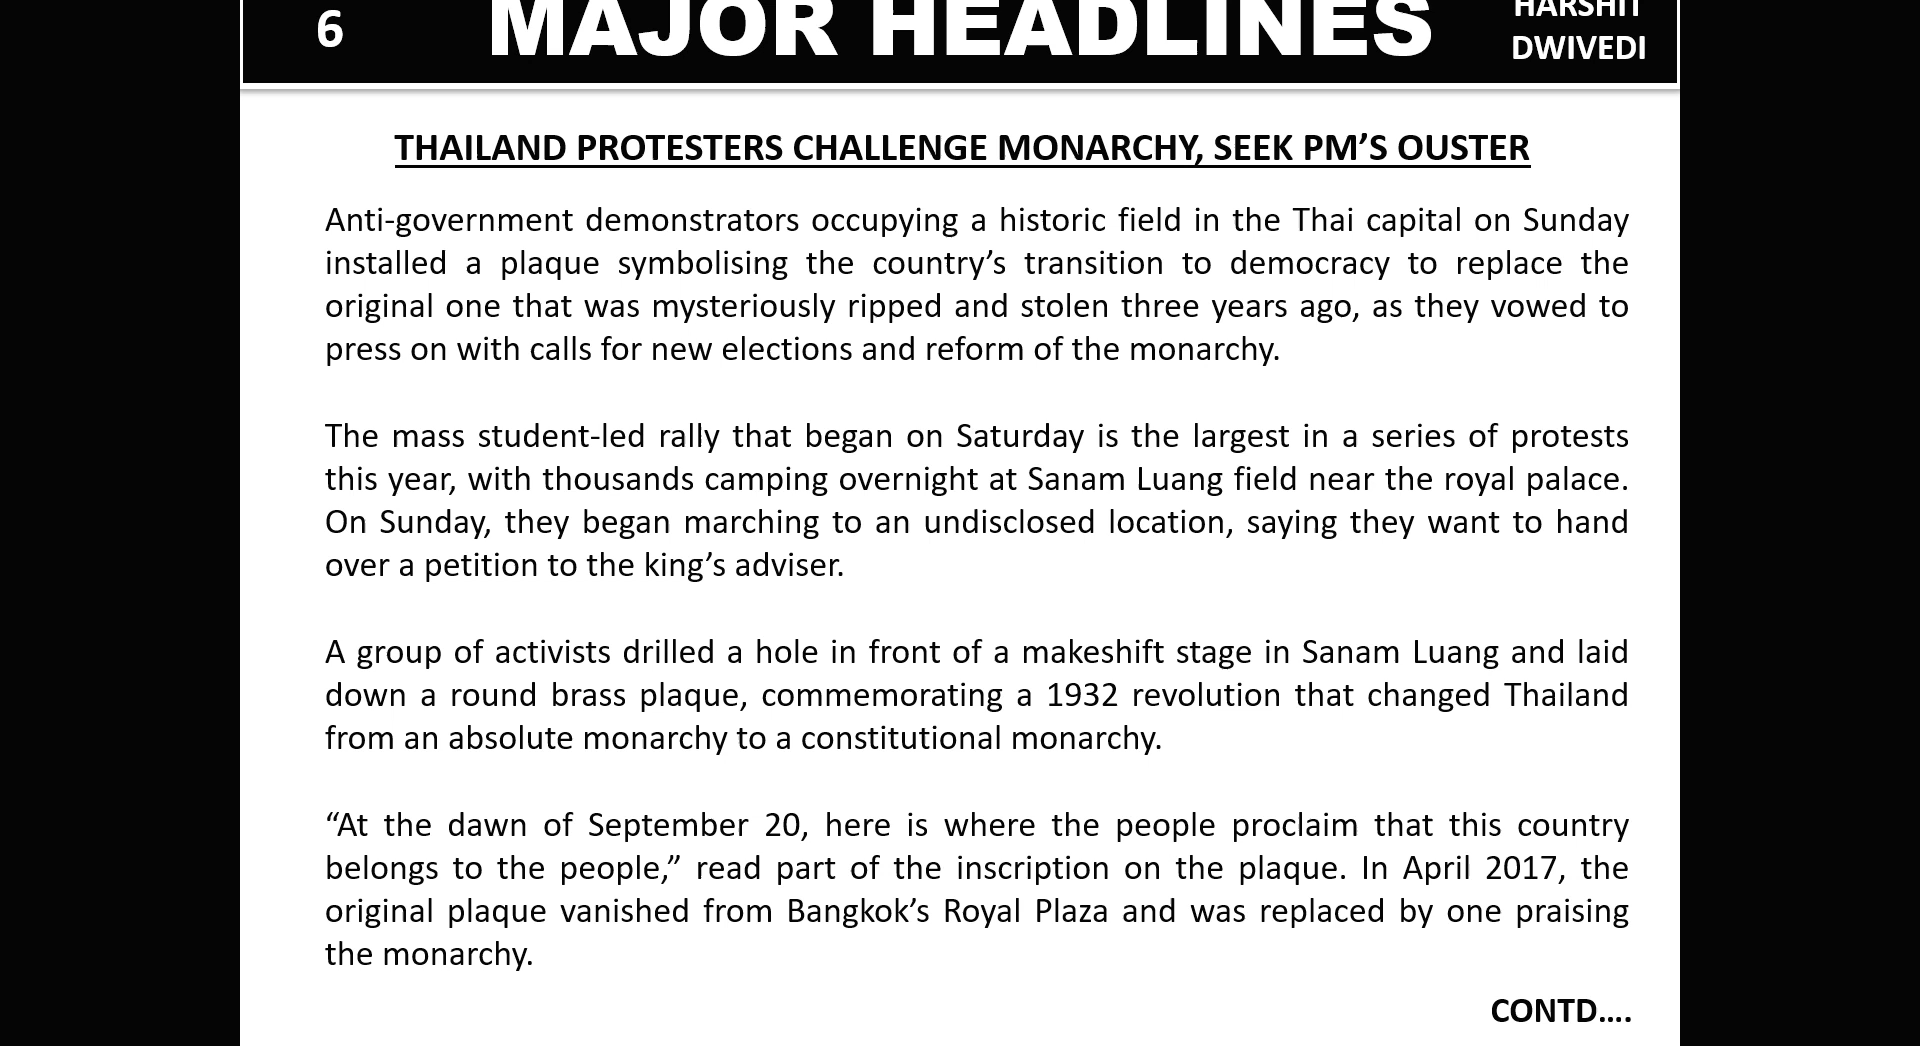 6
MAJOR HEADLINES
HARSHIT
DWIVEDI
THAILAND PROTESTERS CHALLENGE MONARCHY, SEEK PM’S OUSTER
Anti-government demonstrators occupying a historic field in the Thai capital on Sunday
installed a plaque symbolising the country’s transition to democracy to replace the
original one that was mysteriously ripped and stolen three years ago, as they vowed to
press on with calls for new elections and reform of the monarchy.
The mass student-led rally that began on Saturday is the largest in a series of protests
this year, with thousands camping overnight at Sanam Luang field near the royal palace.
On Sunday, they began marching to an undisclosed location, saying they want to hand
over a petition to the king’s adviser.
A group of activists drilled a hole in front of a makeshift stage in Sanam Luang and laid
down a round brass plaque, commemorating a 1932 revolution that changed Thailand
from an absolute monarchy to a constitutional monarchy.
“At the dawn of September 20, here is where the people proclaim that this country
belongs to the people,” read part of the inscription on the plaque. In April 2017, the
original plaque vanished from Bangkok’s Royal Plaza and was replaced by one praising
the monarchy.
CONTD....